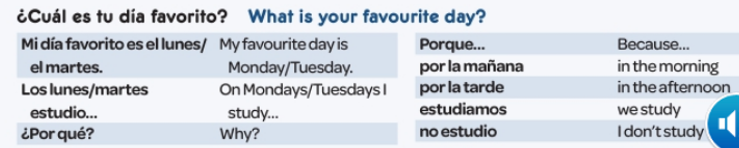 ¿Cuál es tu día favorito? What is your favourite day?
Mi día favorito es el lunes/ My favourite day is
el martes. Monday/Tuesday.
Los lunes/martes On Mondays/Tuesdays I
estudio... study...
¿Por qué? Why?
Porque... Because...
por la mañana in the morning
por la tarde in the afternoon
estudiamos we study
no estudio I don't study